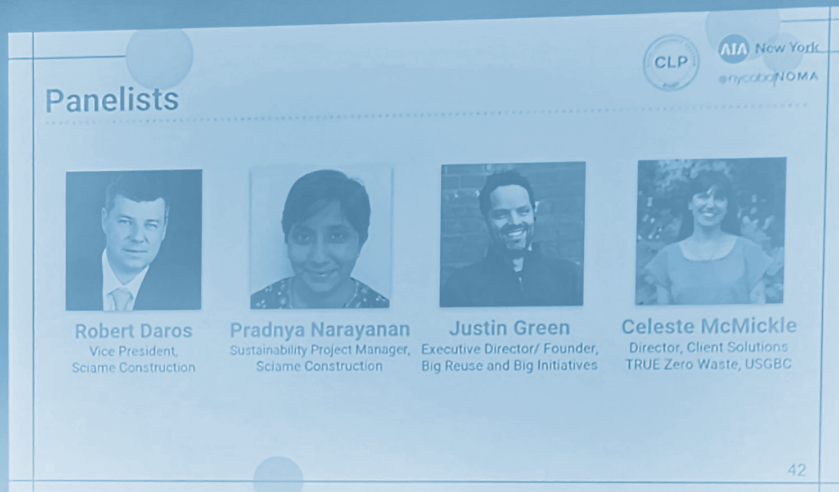 CLP
AIA New York
Panelists
Robert Daros
Vice President,
Sciame Construction
Pradnya Narayanan
Sustainability Project Manager,
Sciame Construction
Justin Green
Executive Director/ Founder,
Big Reuse and Big Initiatives
Celeste McMickle
Director, Client Solutions
TRUE Zero Waste, USGBC
42